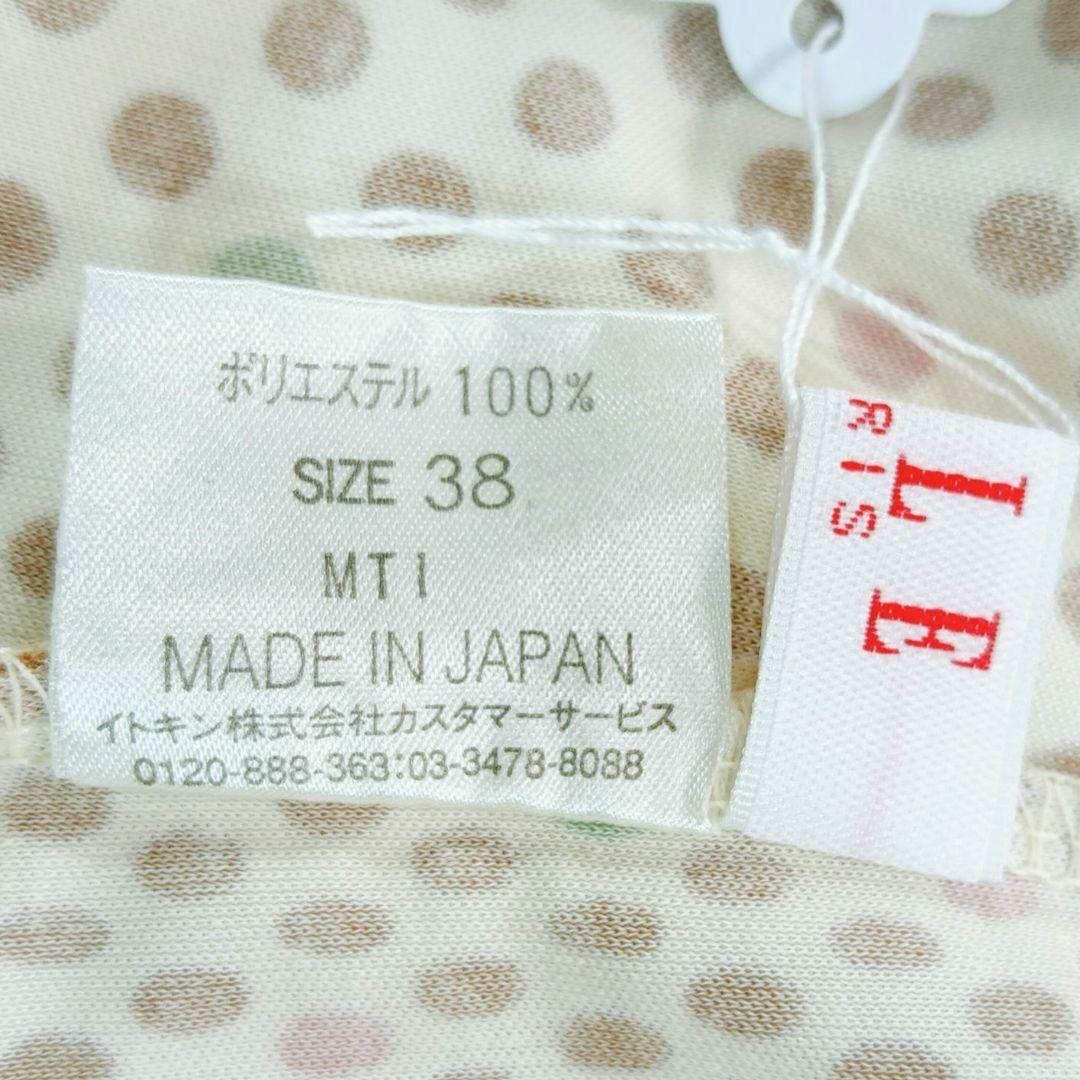 ポリエステル 100%
SIZE 38
MTI
MADE IN JAPAN
イトキン株式会社カスタマーサービス
0120-888-363:03-3478-8088
L E
R I S